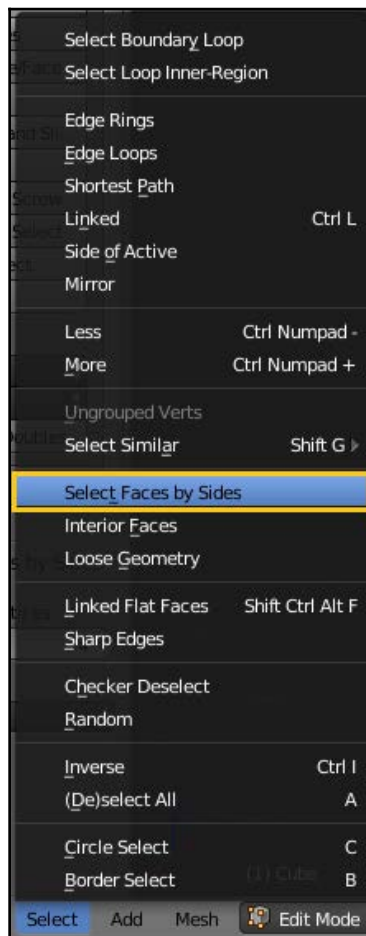 Select Boundary Loop
Select Loop Inner-Region
Edge Rings
Edge Loops
Shortest Path
Linked Ctrl L
Side of Active
Mirror
Less Ctrl Numpad -
More Ctrl Numpad +
Ungrouped Verts
Select Similar Shift G
Select Faces by Sides
Interior Faces
Loose Geometry
Linked Flat Faces Shift Ctrl Alt F
Sharp Edges
Checker Deselect
Random
Inverse Ctrl I
(De)select All A
Circle Select C
(1) Cube
Border Select B
Select Add Mesh Edit Mode